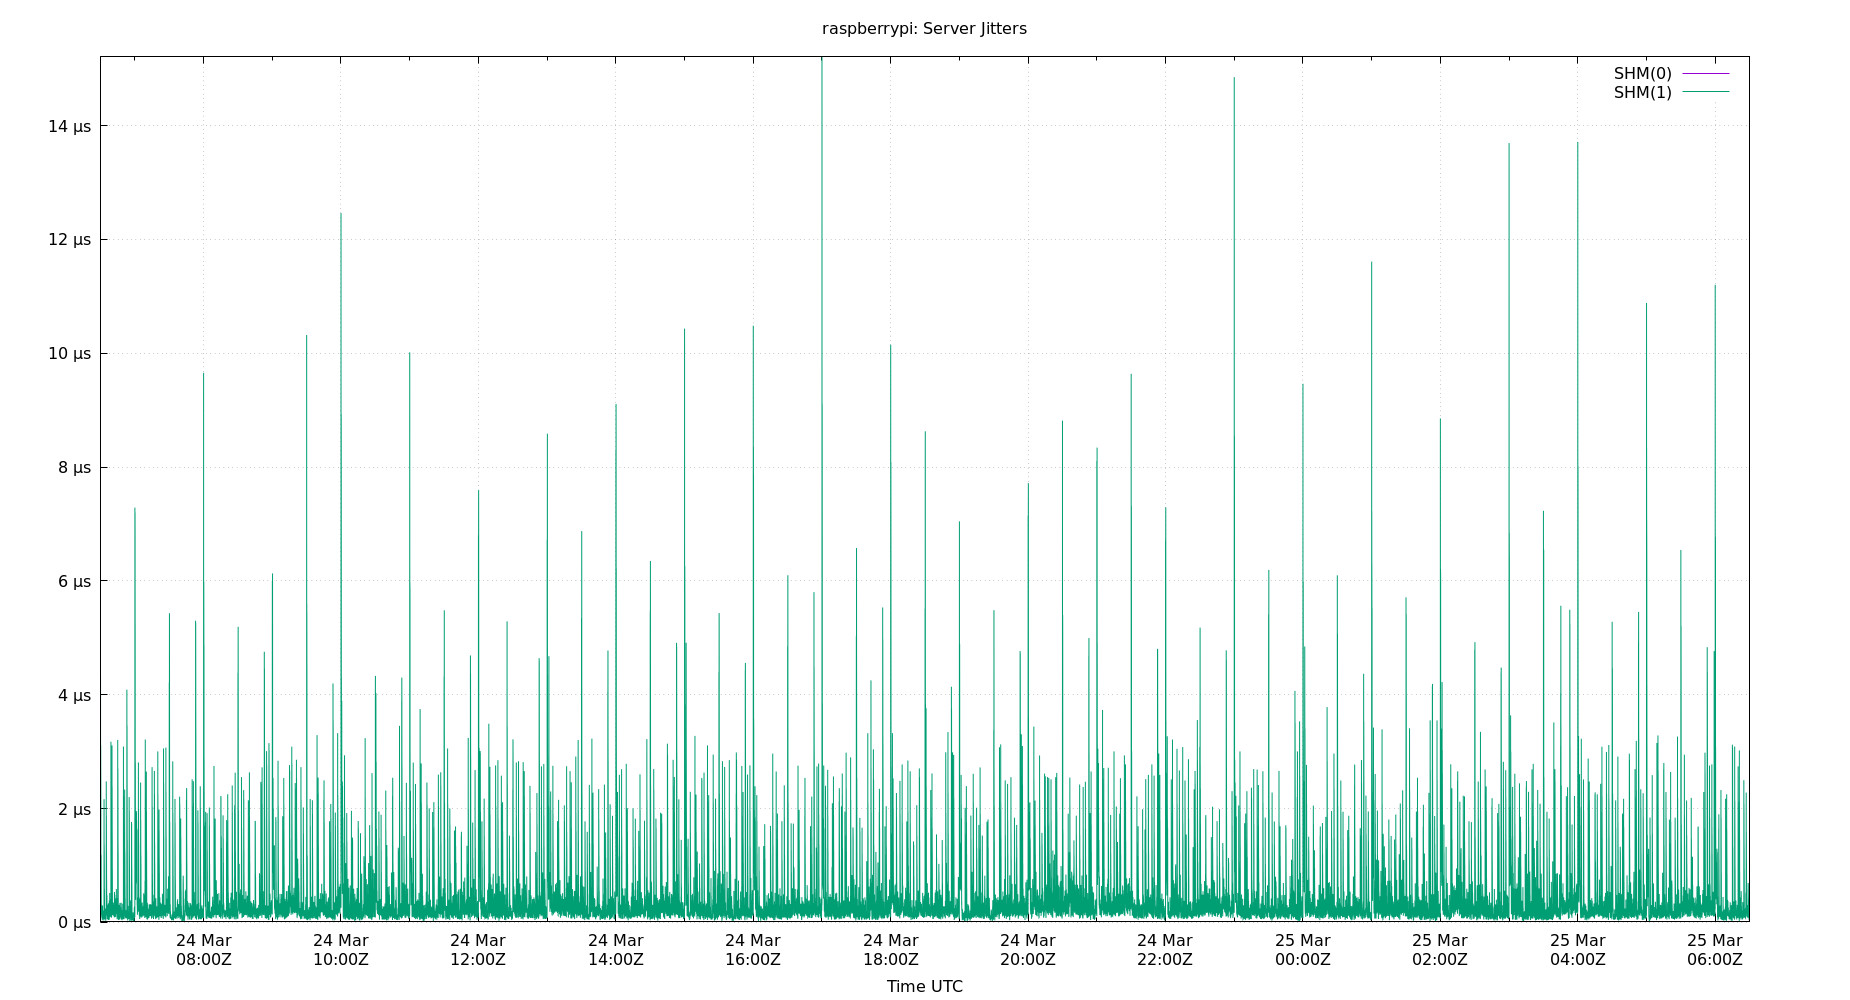 raspberrypi: Server Jitters
SHM(0)
SHM(1)
14 µs
12 µs
10 µs
8 µs
6 µs
4 µs
2 µs
0 µs
24 Mar 24 Mar 24 Mar 24 Mar 24 Mar 24 Mar 24 Mar 24 Mar 25 Mar 25 Mar 25 Mar 25 Mar
08:00Z 10:00Z 12:00Z 14:00Z 16:00Z 18:00Z 20:00Z 22:00Z 00:00Z 02:00Z 04:00Z 06:00Z
Time UTC